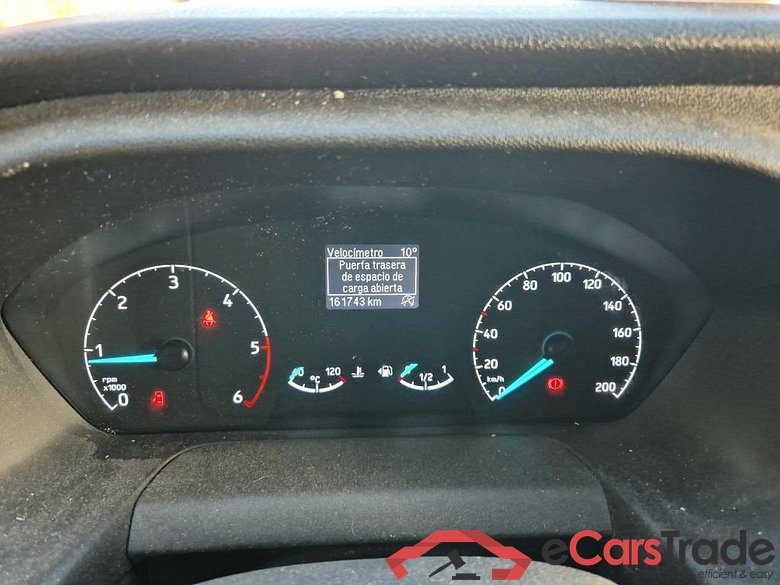 Velocímetro 10°
Puerta trasera
de espacio de
carga abierta
161743 km
0 1 2 3 4 5 6
rpm
x1000
120
°C
1/2 1
0 20 40 60 80 100 120 140 160 180 200
km/h
eCarsTrade
efficient & easy